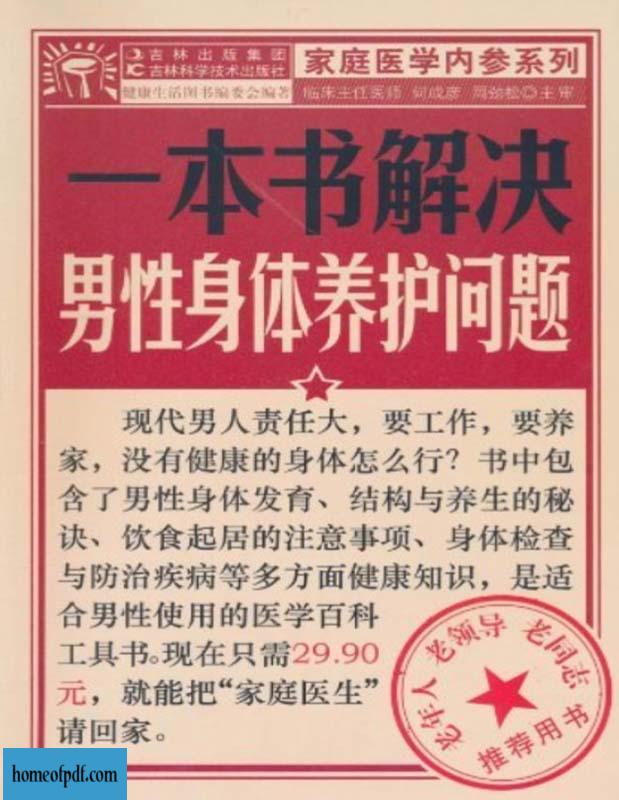 吉林出版集团
吉林科学技术出版社
健康生活图书编委会编著
家庭医学内参系列
临床主任医师 何成彦 周劲松◎主审
一本书解决
男性身体养护问题
现代男人责任大，要工作，要养
家，没有健康的身体怎么行？书中包
含了男性身体发育、结构与养生的秘
诀、饮食起居的注意事项、身体检查
与防治疾病等多方面健康知识，是适
合男性使用的医学百科
工具书。现在只需29.90
元，就能把“家庭医生”
请回家。
老年人 老领导 老同志
推荐用书
homeofpdf.com